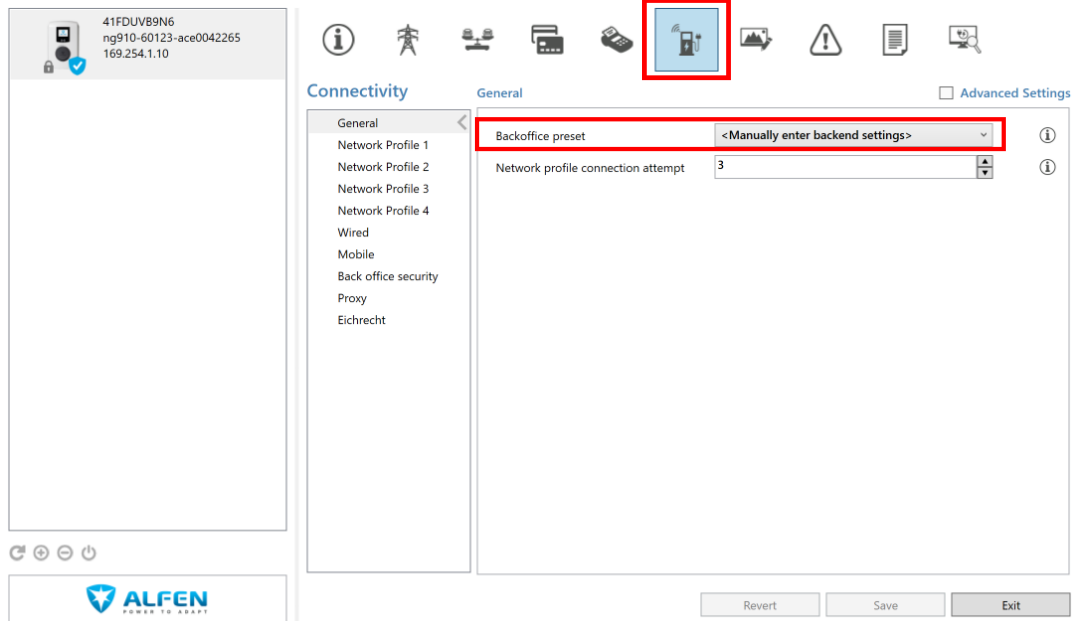 41FDUVB9N6
ng910-60123-ace0042265
169.254.1.10
Connectivity
General
Advanced Settings
General
Network Profile 1
Network Profile 2
Network Profile 3
Network Profile 4
Wired
Mobile
Back office security
Proxy
Eichrecht
Backoffice preset
<Manually enter backend settings>
Network profile connection attempt
3
ALFEN
POWER TO ADAPT
Revert
Save
Exit